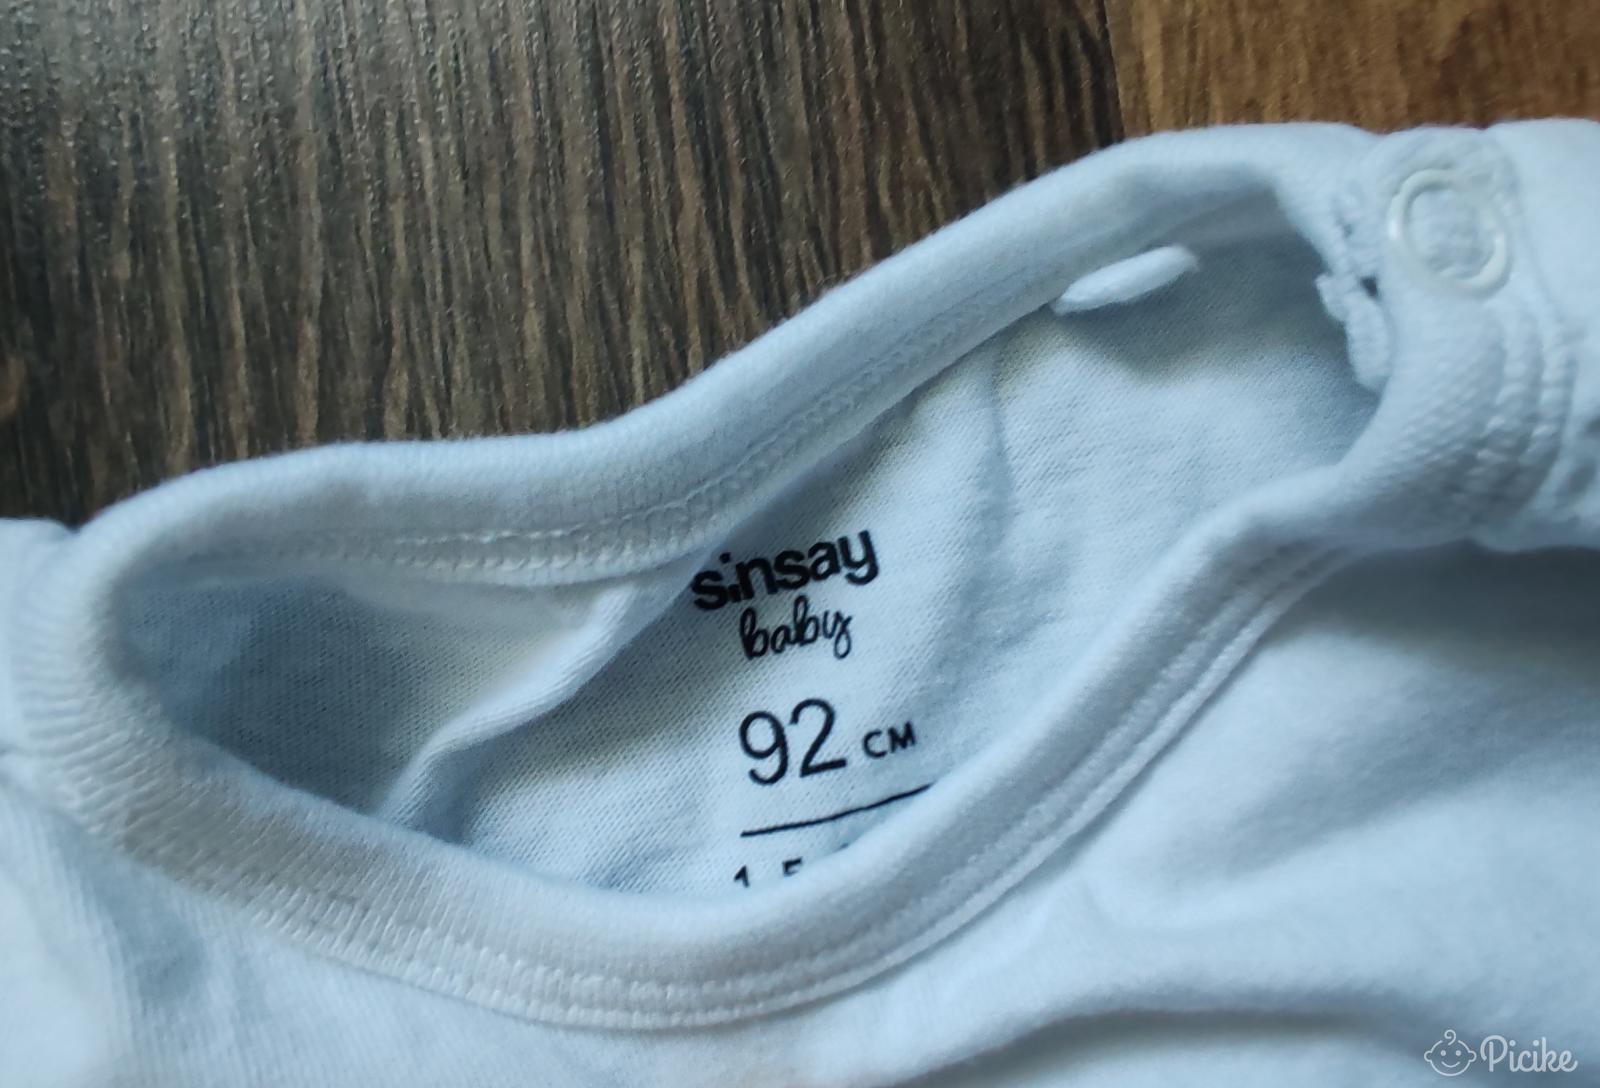 sinsay
baby
92 CM
Picike